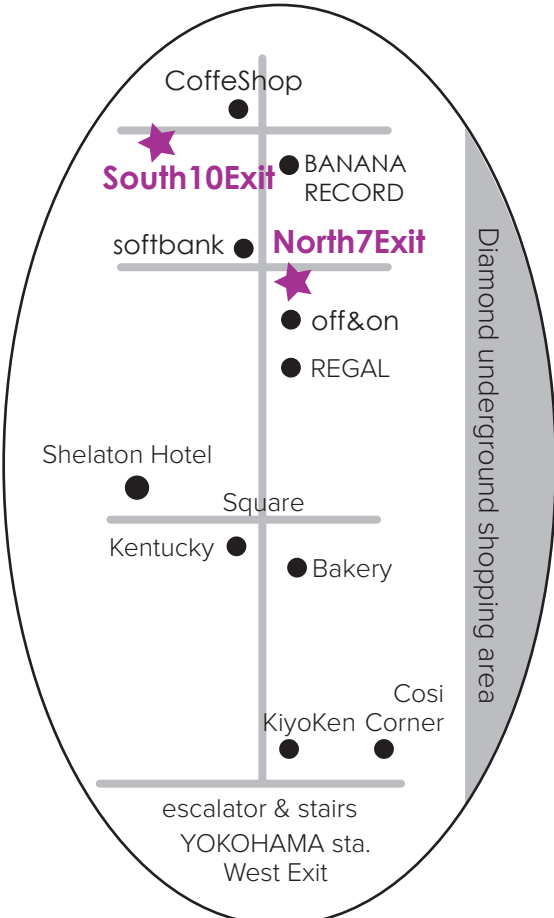 CoffeShop
South10Exit
BANANA
RECORD
softbank
North7Exit
off&on
REGAL
Diamond underground shopping area
Shelaton Hotel
Square
Kentucky
Bakery
Cosi
KiyoKen Corner
escalator & stairs
YOKOHAMA sta.
West Exit